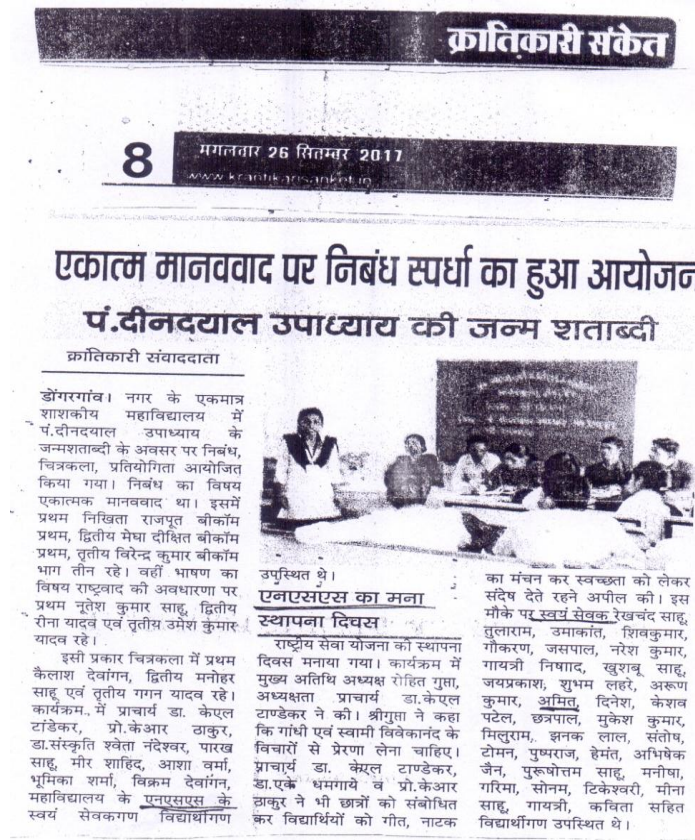 क्रातिकारी संकेत
8
मगलवार 26 सितम्बर 2017
www.krantikarisanket.in
एकात्म मानववाद पर निबंध स्पर्धा का हुआ आयोजन
पं.दीनदयाल उपाध्याय की जन्म शताब्दी
क्रांतिकारी संवाददाता
डोंगरगांव। नगर के एकमात्र
शासकीय महाविद्यालय में
पं.दीनदयाल उपाध्याय के
जन्मशताब्दी के अवसर पर निबंध,
चित्रकला, प्रतियोगिता आयोजित
किया गया। निबंध का विषय
एकात्मक मानववाद था। इसमें
प्रथम निखिता राजपूत बीकॉम
प्रथम, द्वितीय मेघा दीक्षित बीकॉम
प्रथम, तृतीय विरेन्द्र कुमार बीकॉम
भाग तीन रहे। वहीं भाषण का
विषय राष्ट्रवाद की अवधारणा पर
प्रथम नूतेश कुमार साहू, द्वितीय
रीना यादव एवं तृतीय उमेश कुमार
यादव रहे।
इसी प्रकार चित्रकला में प्रथम
कैलाश देवांगन, द्वितीय मनोहर
साहू एवं तृतीय गगन यादव रहे।
कार्यक्रम में प्राचार्य डा. केएल
टांडेकर, प्रो.केआर ठाकुर,
डा.संस्कृति श्वेता नंदेश्वर, पारख
साहू, मीर शाहिद, आशा वर्मा,
भूमिका शर्मा, विक्रम देवांगन,
महाविद्यालय के एनएसएस के
स्वयं सेवकगण विद्यार्थीगण
उपस्थित थे।
एनएसएस का मना
स्थापना दिवस
राष्ट्रीय सेवा योजना की स्थापना
दिवस मनाया गया। कार्यक्रम में
मुख्य अतिथि अध्यक्ष रोहित गुप्ता,
अध्यक्षता प्राचार्य डा.केएल
टाण्डेकर ने की। श्रीगुप्ता ने कहा
कि गांधी एवं स्वामी विवेकानंद के
विचारों से प्रेरणा लेना चाहिए।
प्राचार्य डा. केएल टाण्डेकर,
डा.एके धमगाये व प्रो.केआर
ठाकुर ने भी छात्रों को संबोधित
कर विद्यार्थियों को गीत, नाटक
का मंचन कर स्वच्छता को लेकर
संदेष देते रहने अपील की। इस
मौके पर स्वयं सेवक रेखचंद साहू,
तुलाराम, उमाकांत, शिवकुमार,
गौकरण, जसपाल, नरेश कुमार,
गायत्री निषााद, खुशबू साहू,
जयप्रकाश, शुभम लहरे, अरूण
कुमार, अमित, दिनेश, केशव
पटेल, छत्रपाल, मुकेश कुमार,
मिलुराम, झनक लाल, संतोष,
टोमन, पुष्पराज, हेमंत, अभिषेक
जैन, पुरूषोत्तम साहू, मनीषा,
गरिमा, सोनम, टिकेश्वरी, मीना
साहू, गायत्री, कविता सहित
विद्यार्थीगण उपस्थित थे।